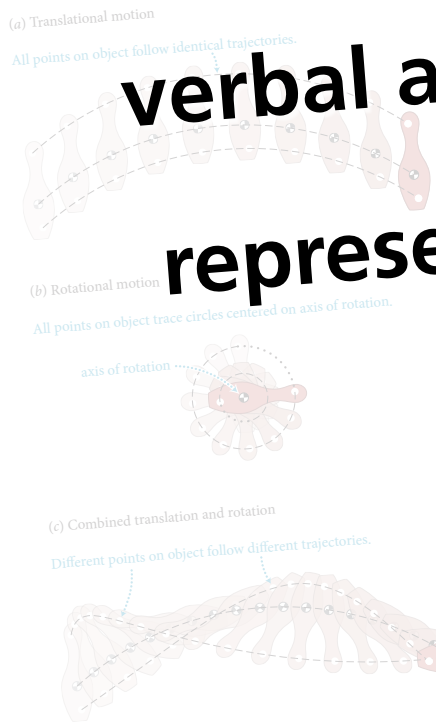 (a) Translational motion
All points on object follow identical trajectories.
verbal a
represe
(b) Rotational motion
All points on object trace circles centered on axis of rotation.
axis of rotation
(c) Combined translation and rotation
Different points on object follow different trajectories.